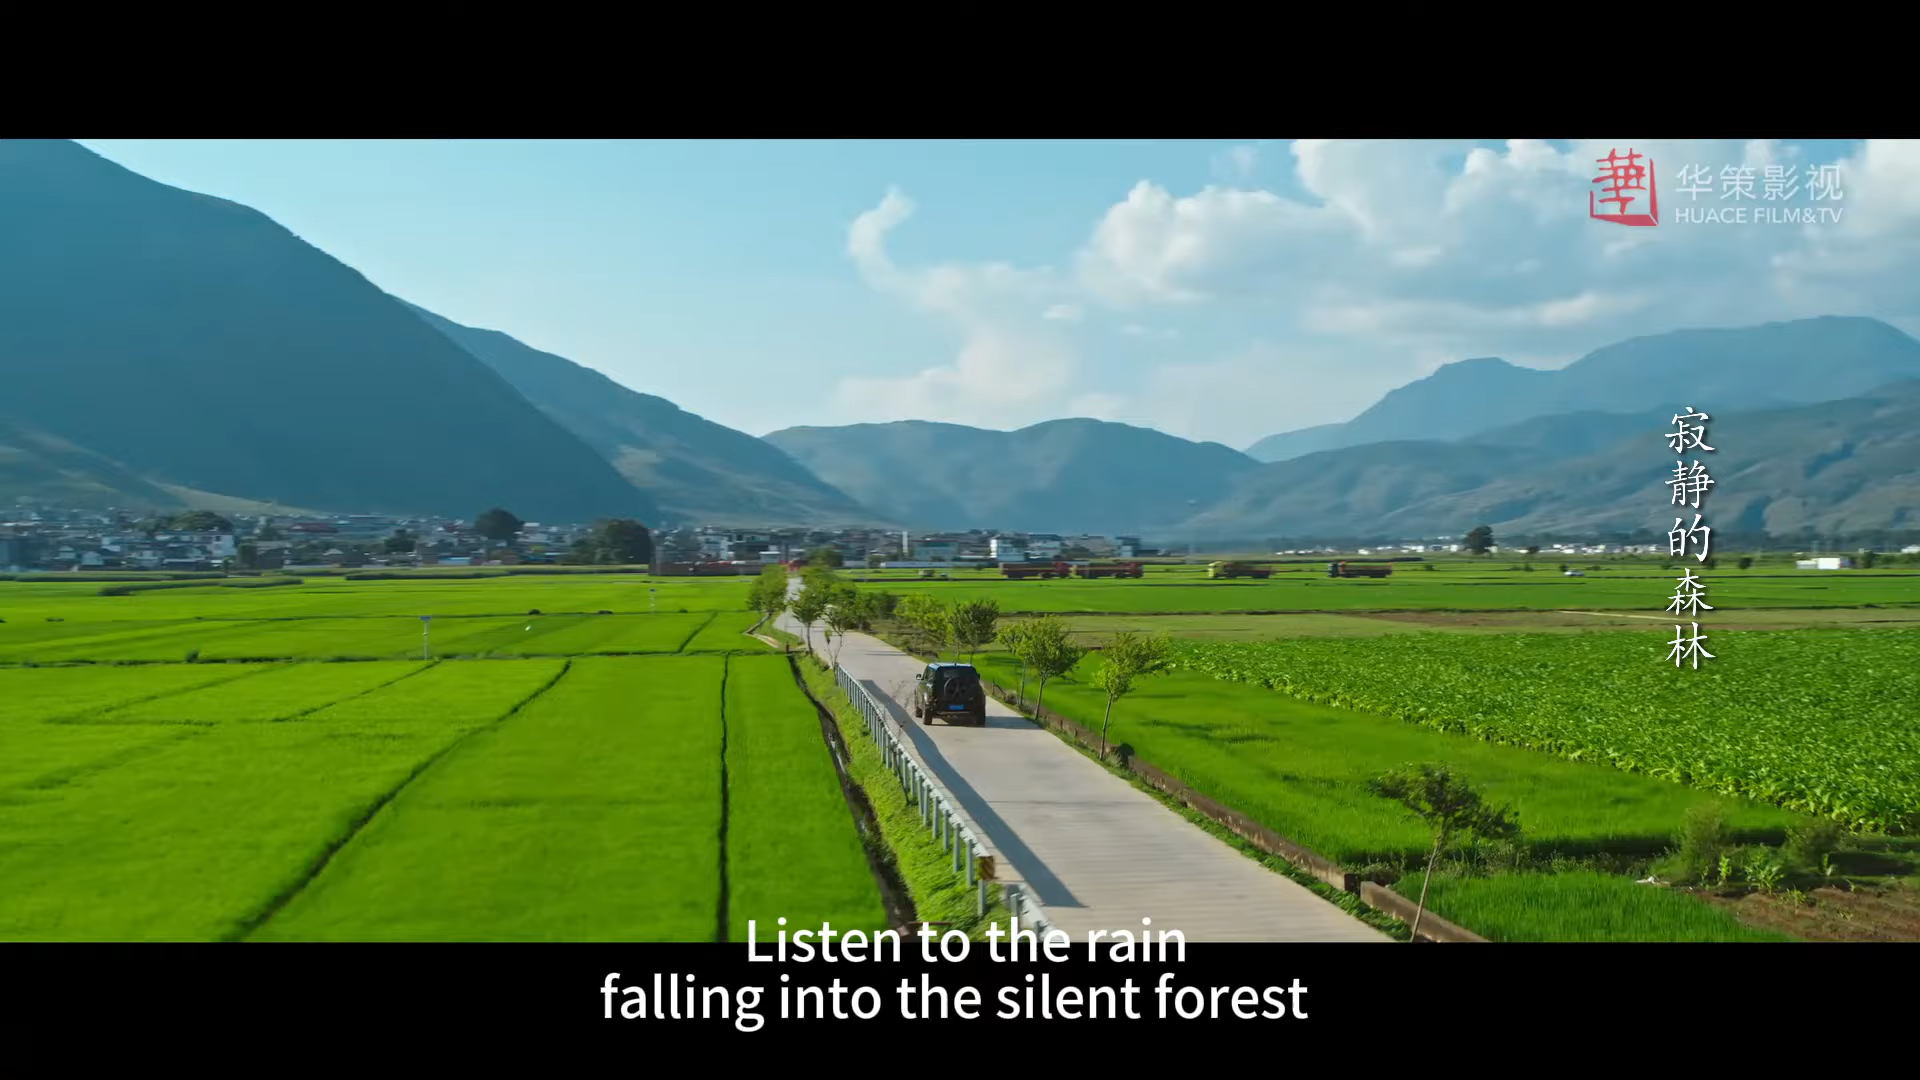 華
华策影视
HUACE FILM&TV
寂静的森林
Listen to the rain
falling into the silent forest